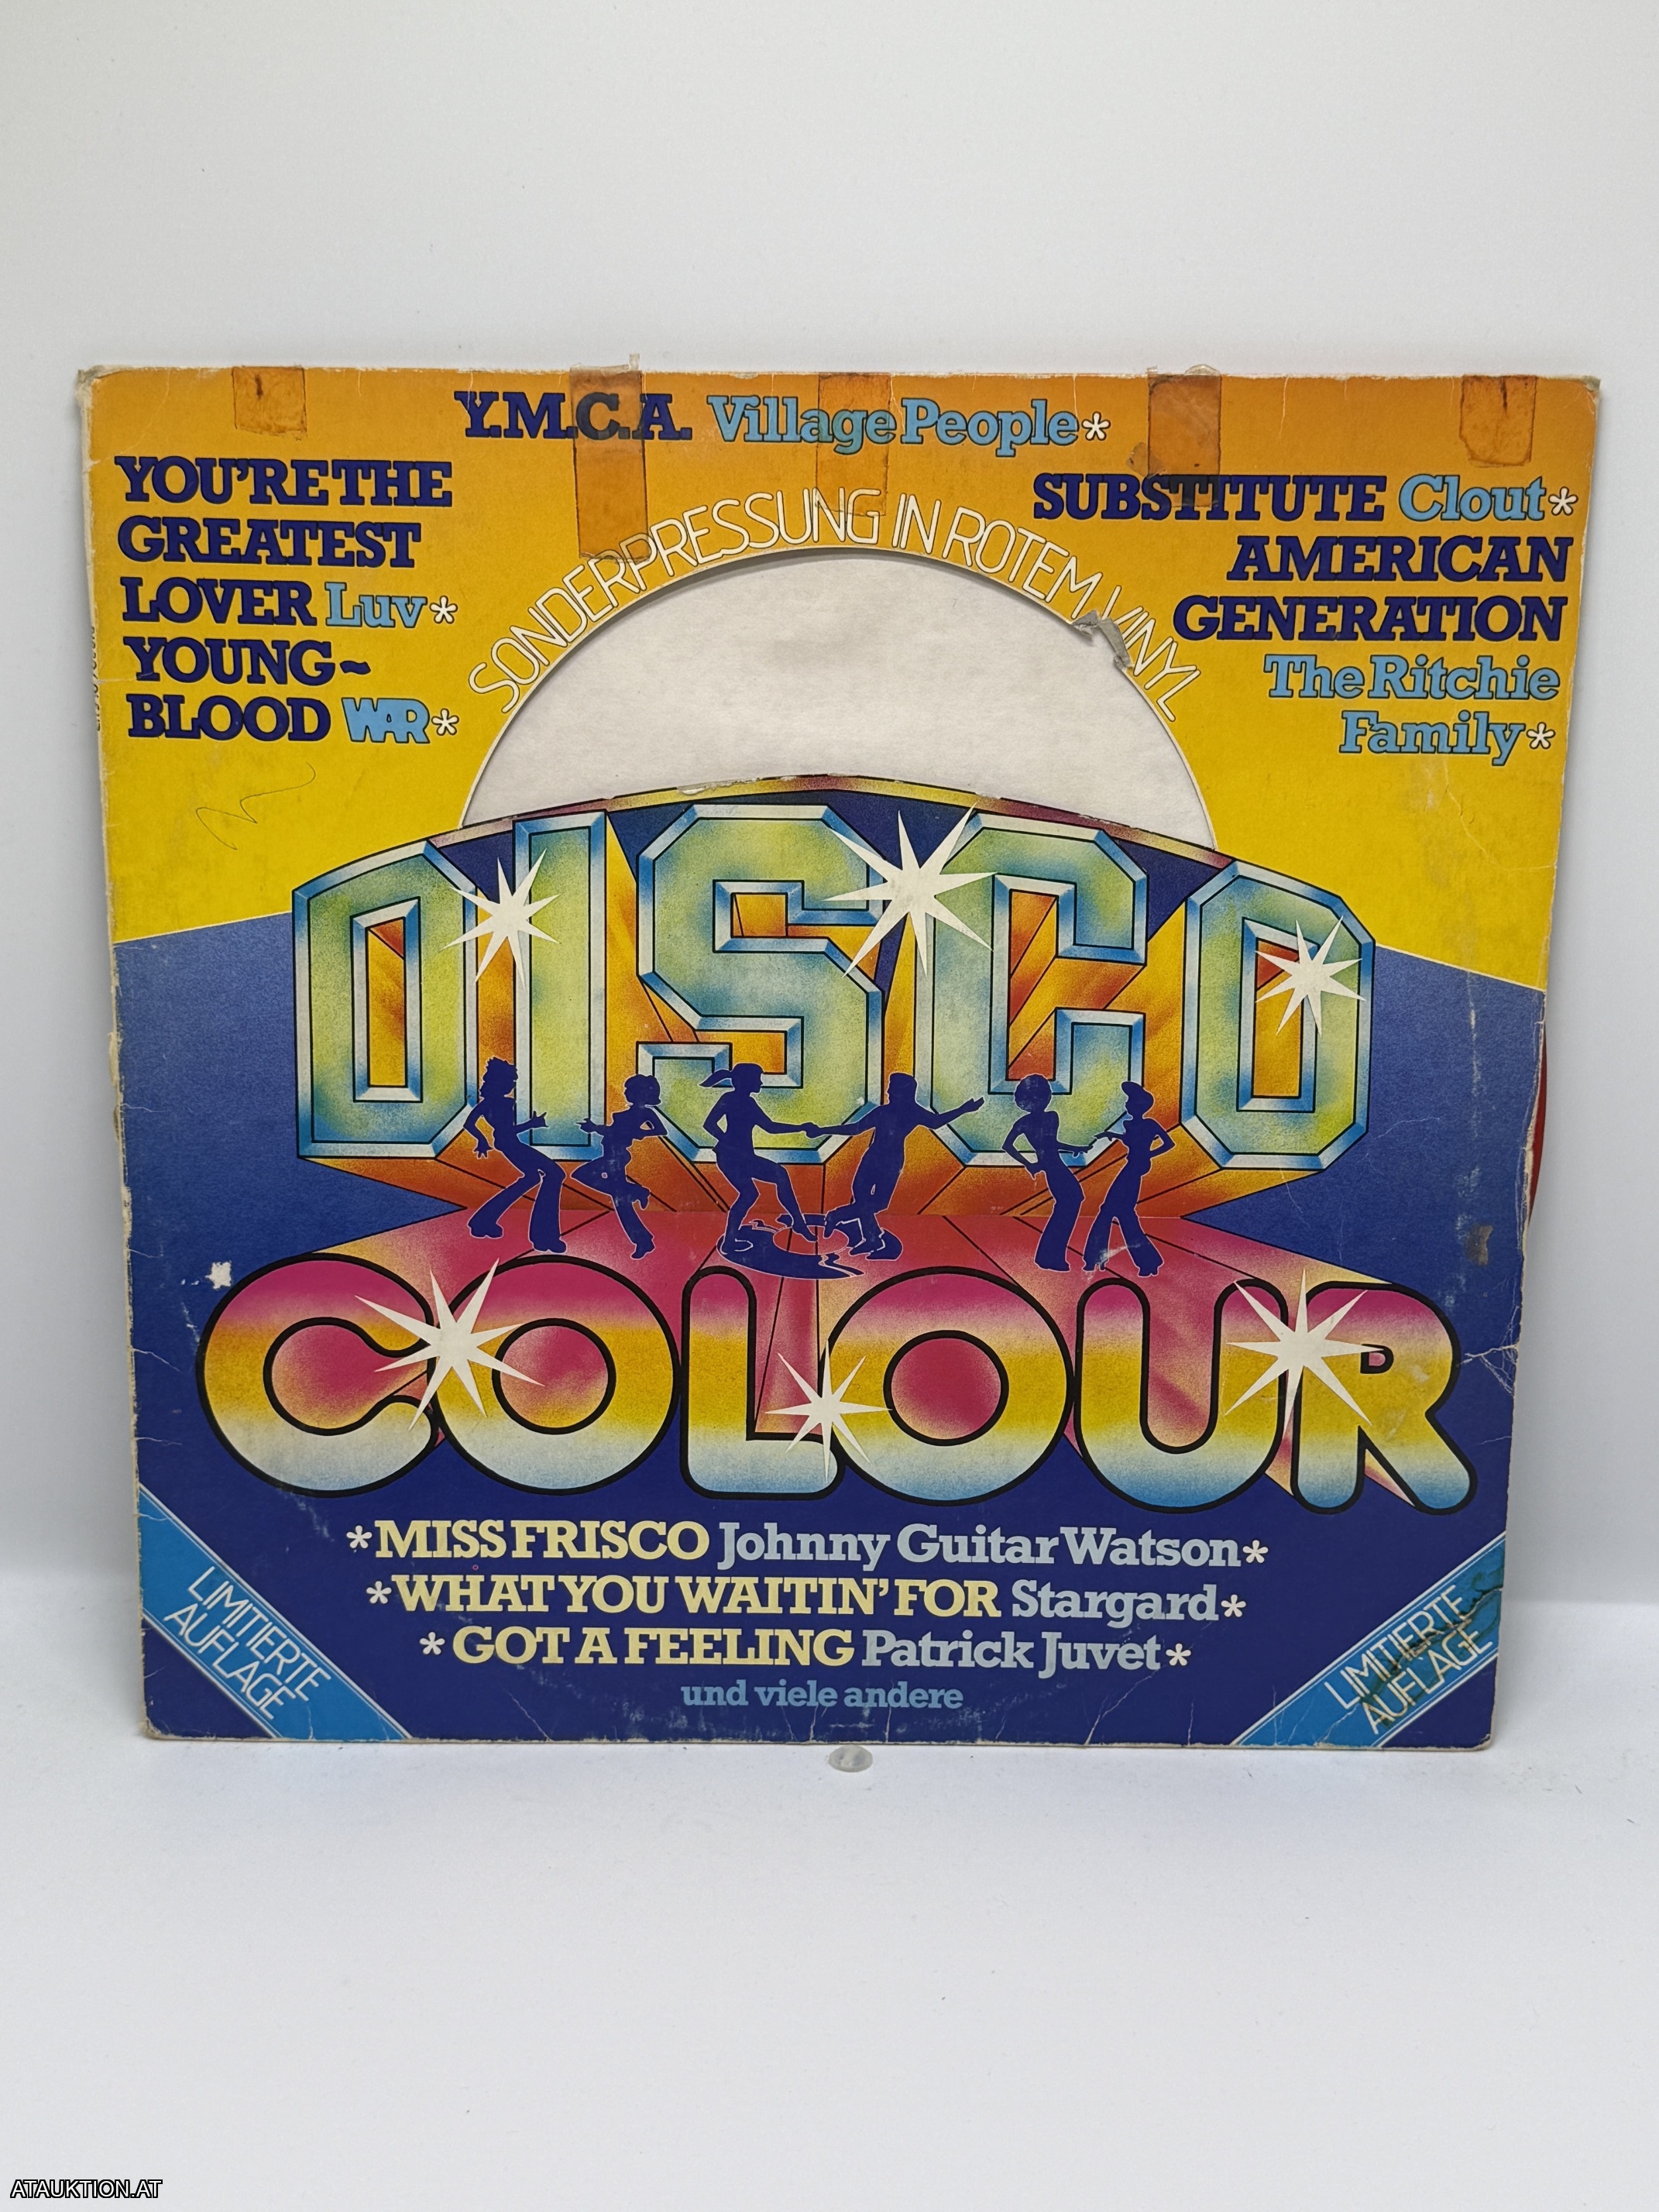 Y.M.C.A. Village People*
YOU'RE THE
GREATEST
LOVER Luv*
YOUNG~
BLOOD WAR*
SUBSTITUTE Clout*
AMERICAN
GENERATION
The Ritchie
Family*
SONDERPRESSUNG IN ROTEM VINYL
DISCO
COLOUR
*MISS FRISCO Johnny Guitar Watson*
*WHAT YOU WAITIN' FOR Stargard*
*GOT A FEELING Patrick Juvet*
und viele andere
LIMITIERTE
AUFLAGE
LIMITIERTE
AUFLAGE
ATAUKTION.AT